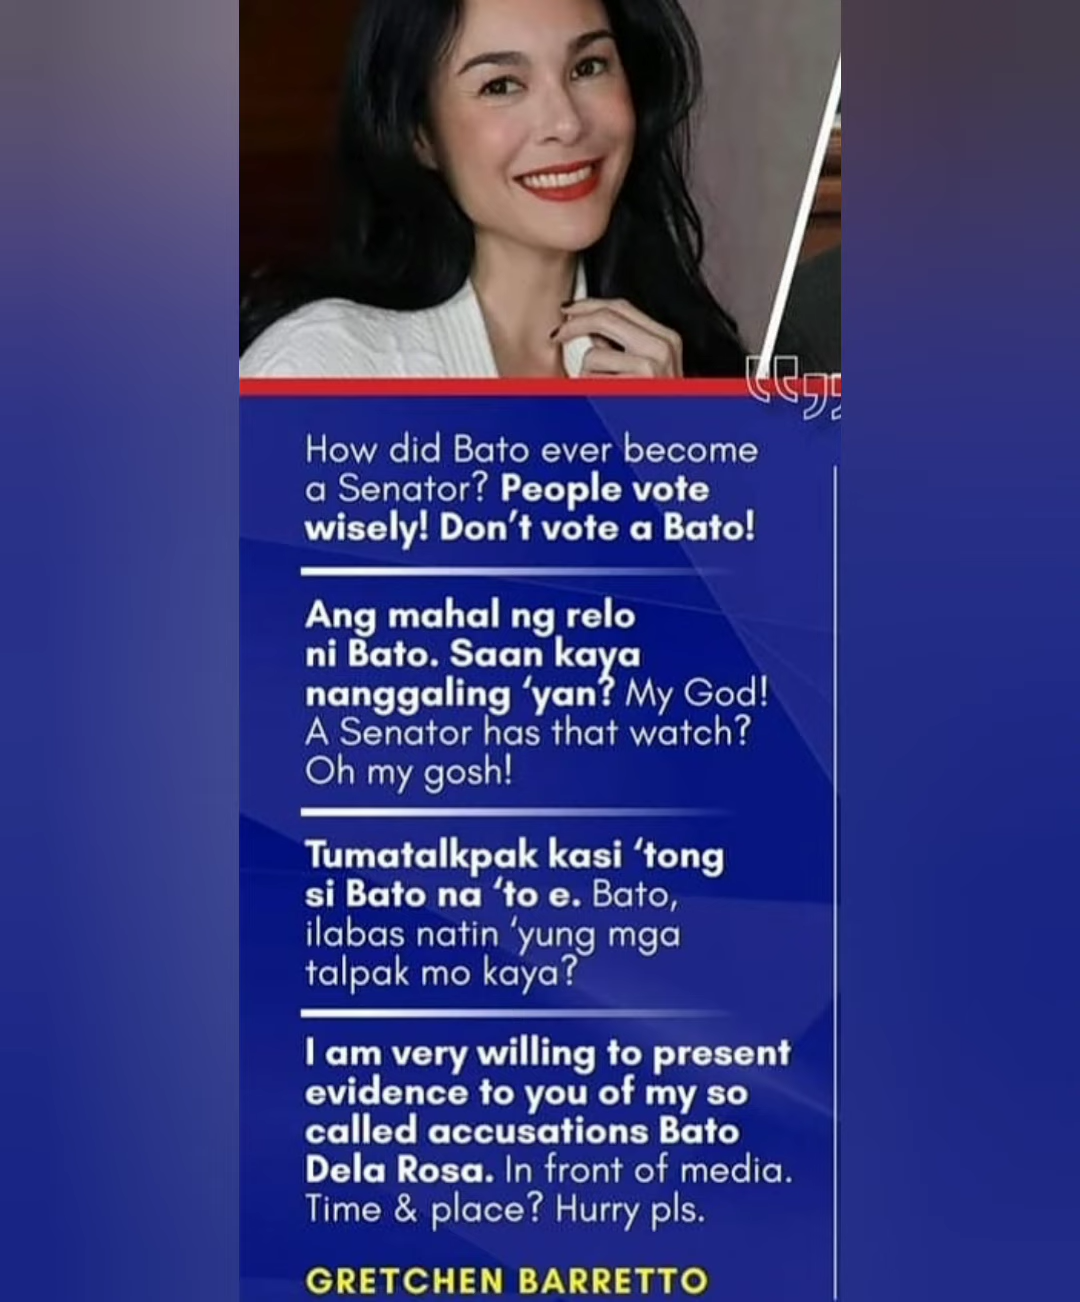 How did Bato ever become
a Senator? People vote
wisely! Don't vote a Bato!
Ang mahal ng relo
ni Bato. Saan kaya
nanggaling 'yan? My God!
A Senator has that watch?
Oh my gosh!
Tumatalkpak kasi 'tong
si Bato na 'to e. Bato,
ilabas natin 'yung mga
talpak mo kaya?
I am very willing to present
evidence to you of my so
called accusations Bato
Dela Rosa. In front of media.
Time & place? Hurry pls.
GRETCHEN BARRETTO